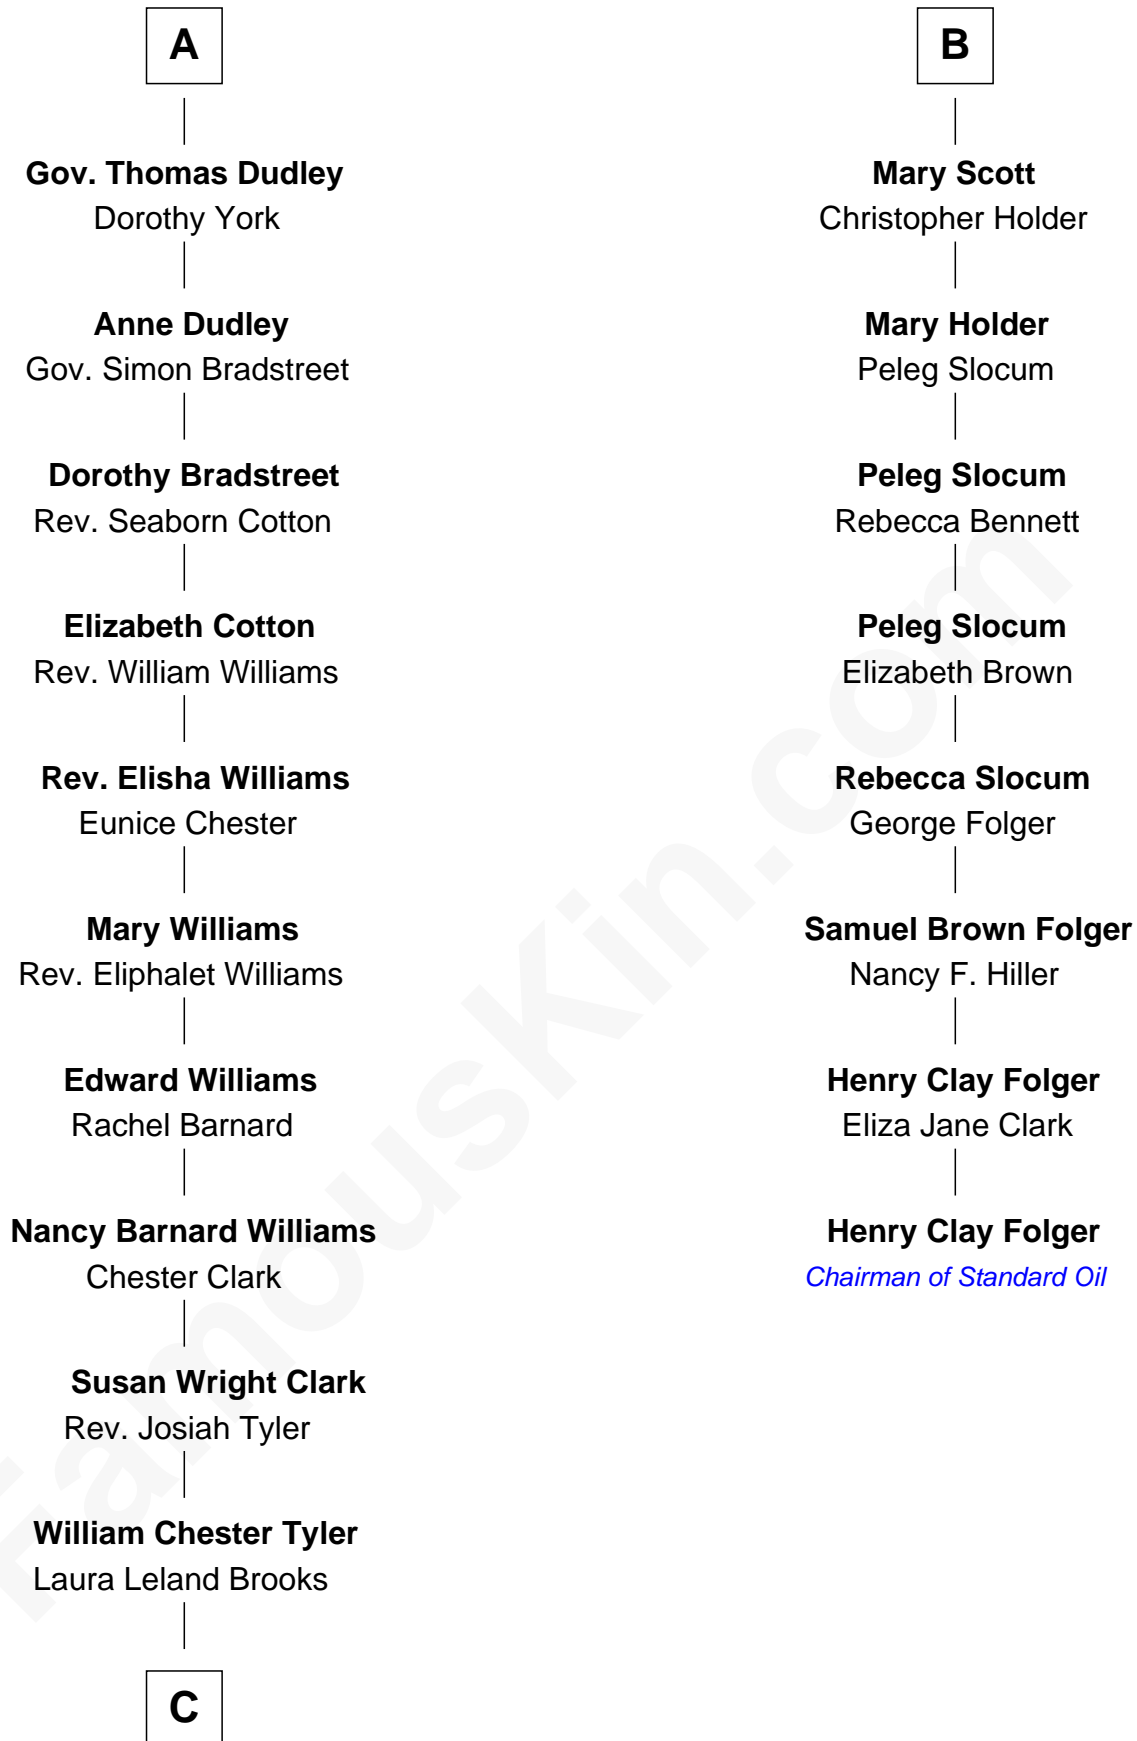 A
Gov. Thomas Dudley
Dorothy York
Anne Dudley
Gov. Simon Bradstreet
Dorothy Bradstreet
Rev. Seaborn Cotton
Elizabeth Cotton
Rev. William Williams
Rev. Elisha Williams
Eunice Chester
Mary Williams
Rev. Eliphalet Williams
Edward Williams
Rachel Barnard
Nancy Barnard Williams
Chester Clark
Susan Wright Clark
Rev. Josiah Tyler
William Chester Tyler
Laura Leland Brooks
C
B
Mary Scott
Christopher Holder
Mary Holder
Peleg Slocum
Peleg Slocum
Rebecca Bennett
Peleg Slocum
Elizabeth Brown
Rebecca Slocum
George Folger
Samuel Brown Folger
Nancy F. Hiller
Henry Clay Folger
Eliza Jane Clark
Henry Clay Folger
Chairman of Standard Oil
FamousKin.com